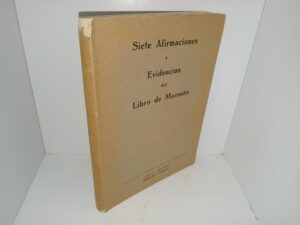 Siete Afirmaciones
y
Evidencias
del
Libro de Mormón